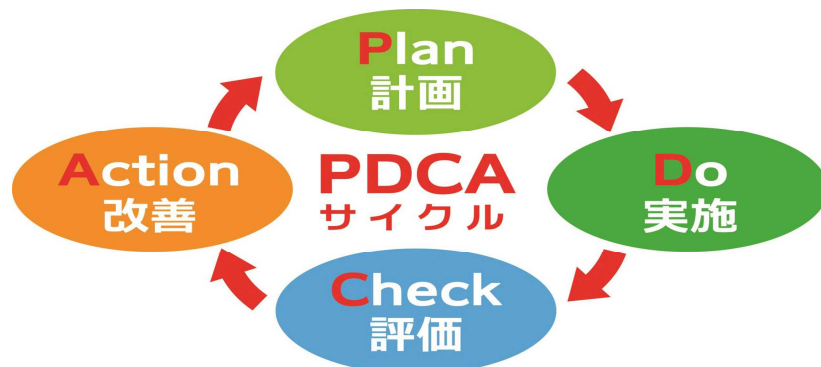 Plan
計画
Action
改善
PDCA
サイクル
Do
実施
Check
評価